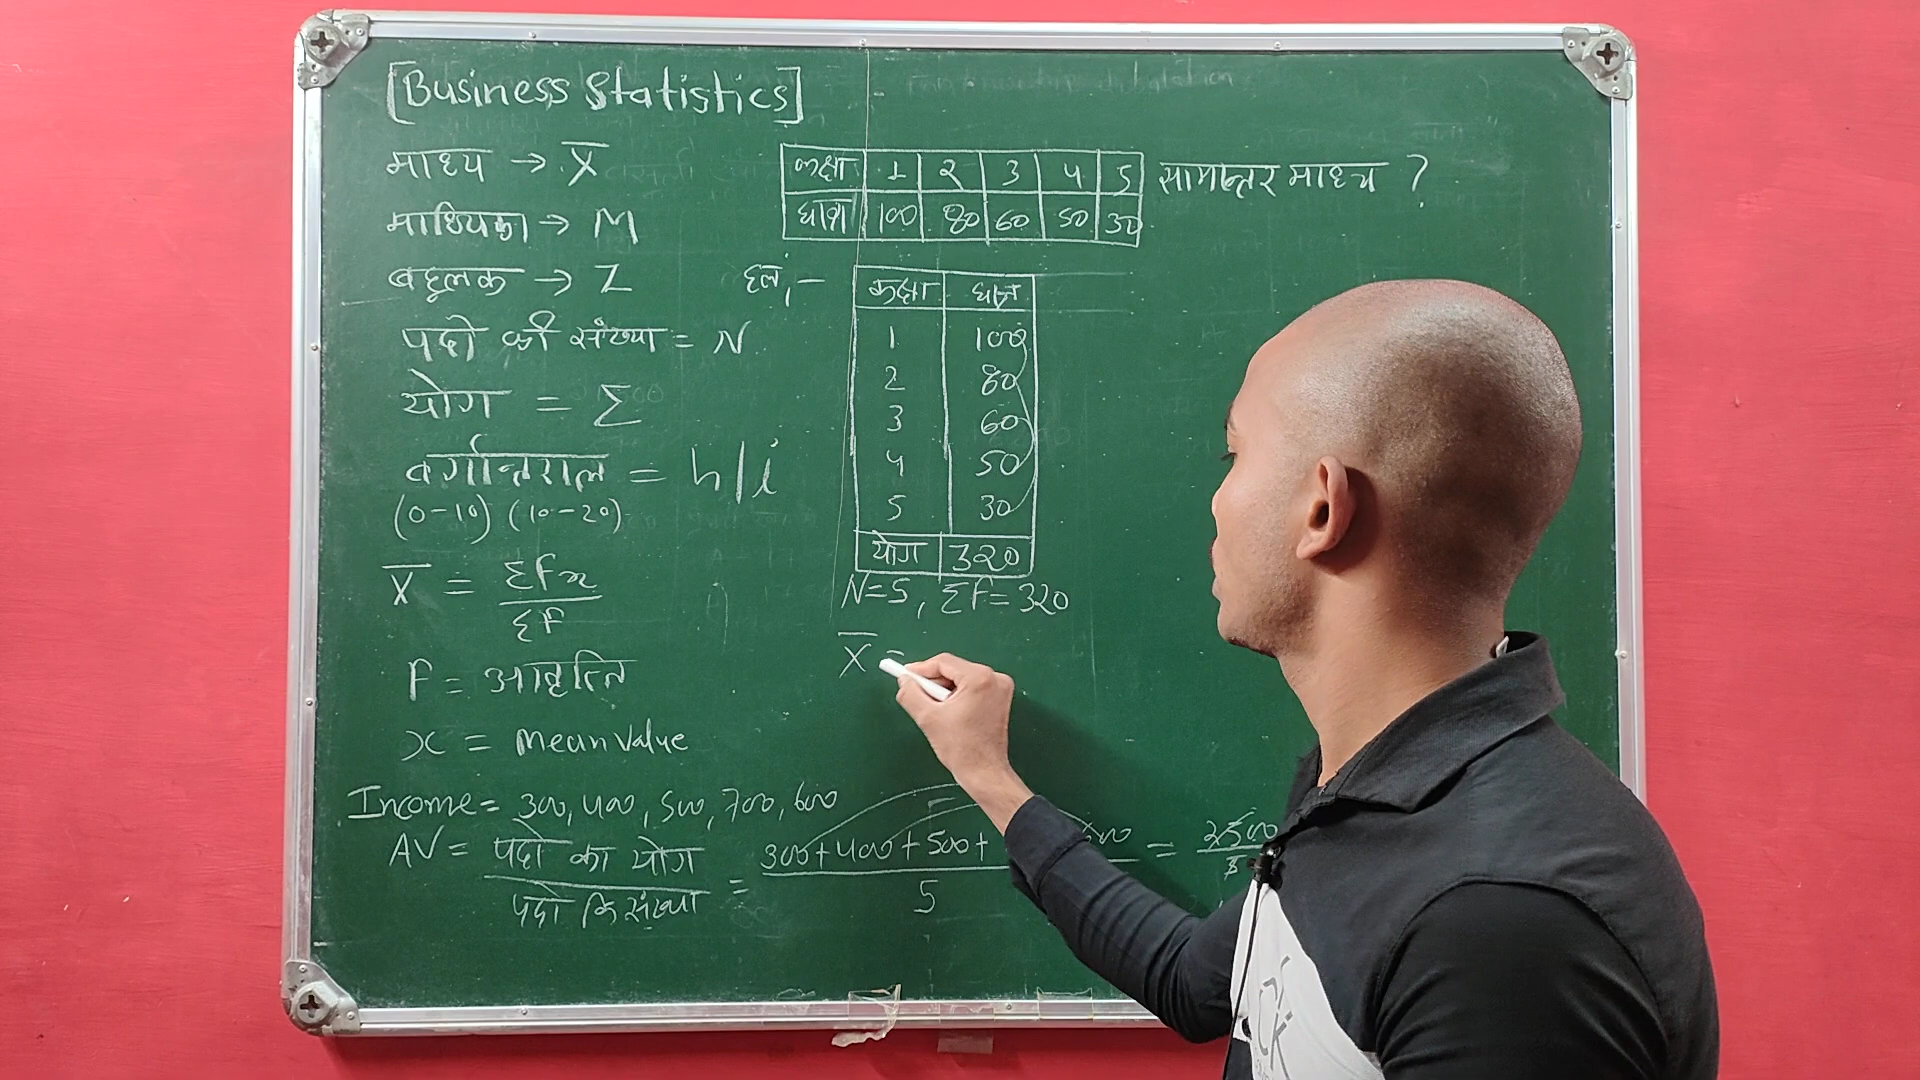 [Business Statistics]
माध्य → X̅
माध्यिका → M
बहुलक → Z
पदो की संख्या = N
योग = Σ
वर्गान्तराल = h/i
(0-10) (10-20)
X̅ = ΣFx / ΣF
F = आवृत्ति
x = Mean Value
Income = 300, 400, 500, 700, 600
AV = पदो का योग / पदो कि संख्या = 300+400+500+ 5 = 2500 / 5
कक्षा 1 2 3 4 5 सामान्तर माध्य ?
छात्र 100 80 60 50 30
हल,-
कक्षा छात्र
1 100
2 80
3 60
4 50
5 30
योग 320
N=5, ΣF=320
X̅ =